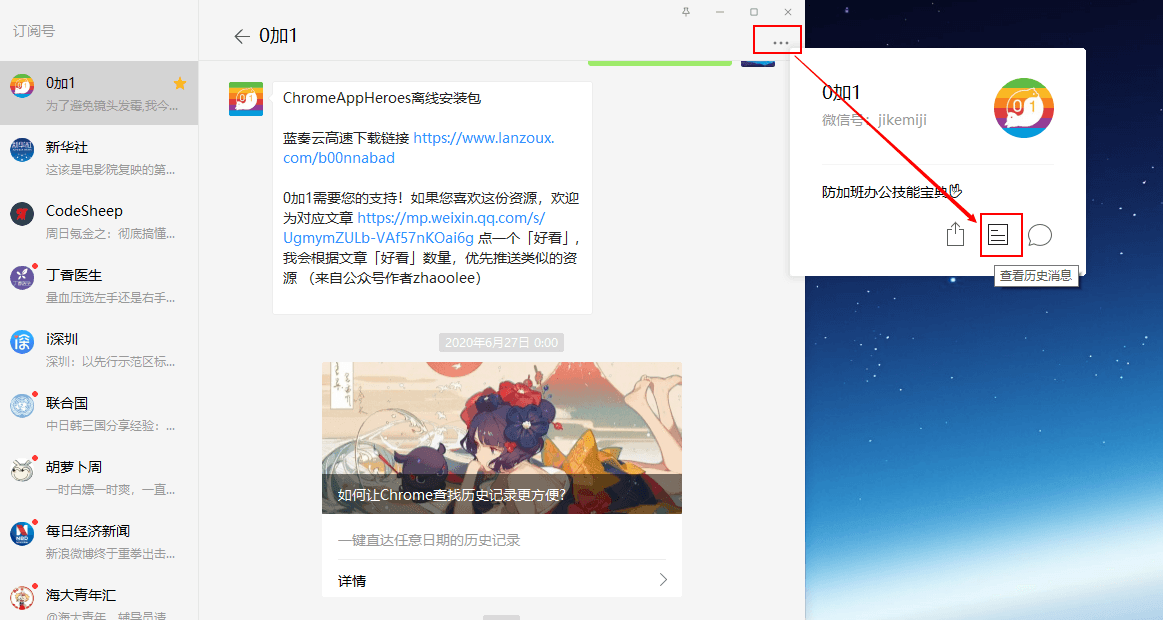 订阅号
0加1
为了避免镜头发霉,我今...
新华社
这该是电影院复映的第...
CodeSheep
周日氪金之：彻底搞懂...
丁香医生
量血压选左手还是右手...
i深圳
深圳：以先行示范区标...
联合国
中日韩三国分享经验：...
胡萝卜周
一时白嫖一时爽，一直...
每日经济新闻
新浪微博终于重拳出击...
海大青年汇
@海大青年，辅导员请...
0加1
ChromeAppHeroes离线安装包
蓝奏云高速下载链接 https://www.lanzoux.
com/b00nnabad
0加1需要您的支持！如果您喜欢这份资源，欢迎
为对应文章 https://mp.weixin.qq.com/s/
UgmymZULb-VAf57nKOai6g 点一个「好看」,
我会根据文章「好看」数量，优先推送类似的资
源 （来自公众号作者zhaoolee）
2020年6月27日 0:00
如何让Chrome查找历史记录更方便?
一键直达任意日期的历史记录
详情
0加1
微信号：jikemiji
01
防加班办公技能宝典
查看历史消息